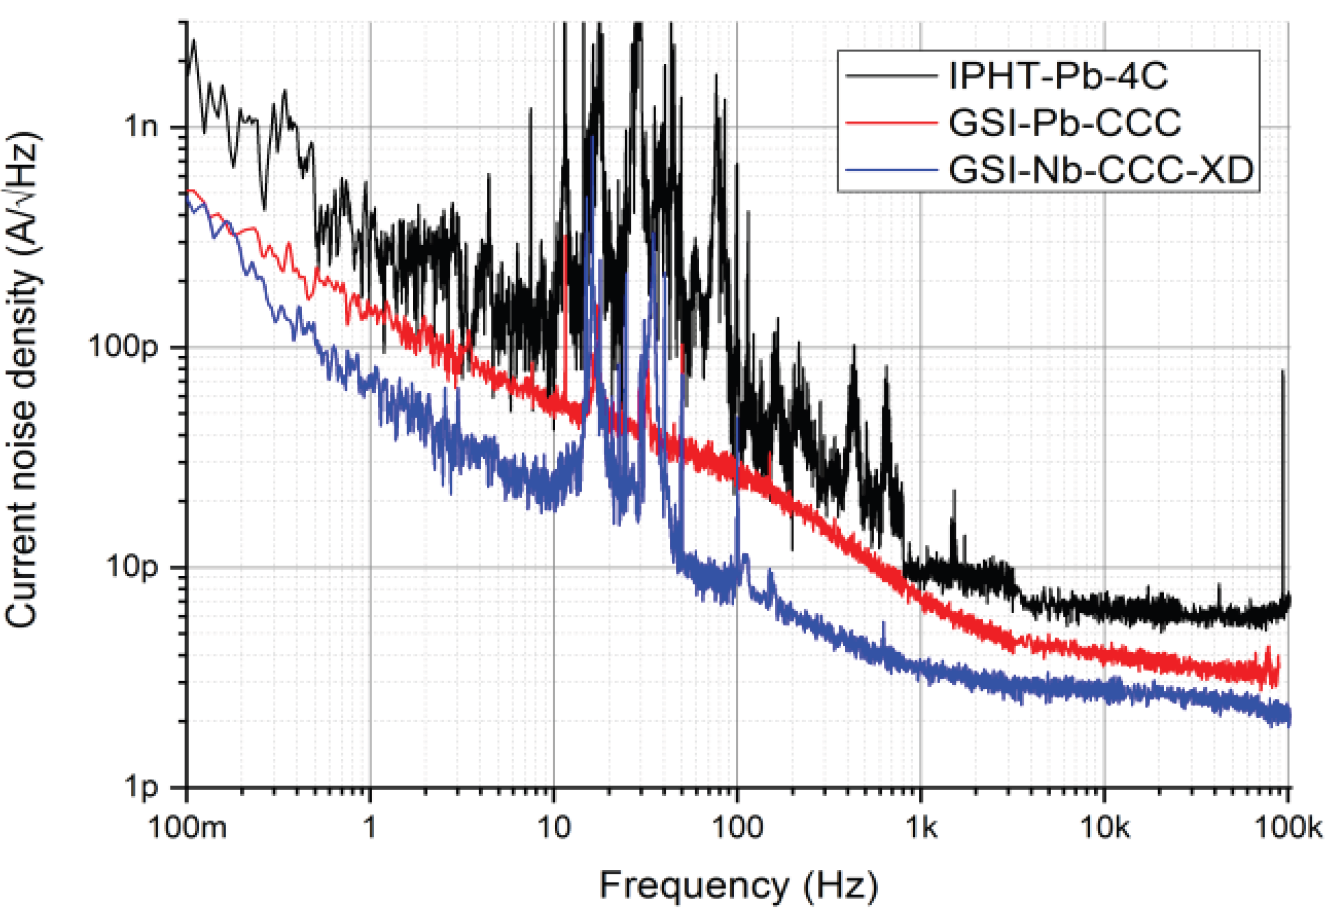 Current noise density (A/√Hz)
1n
100p
10p
1p
IPHT-Pb-4C
GSI-Pb-CCC
GSI-Nb-CCC-XD
100m 1 10 100 1k 10k 100k
Frequency (Hz)